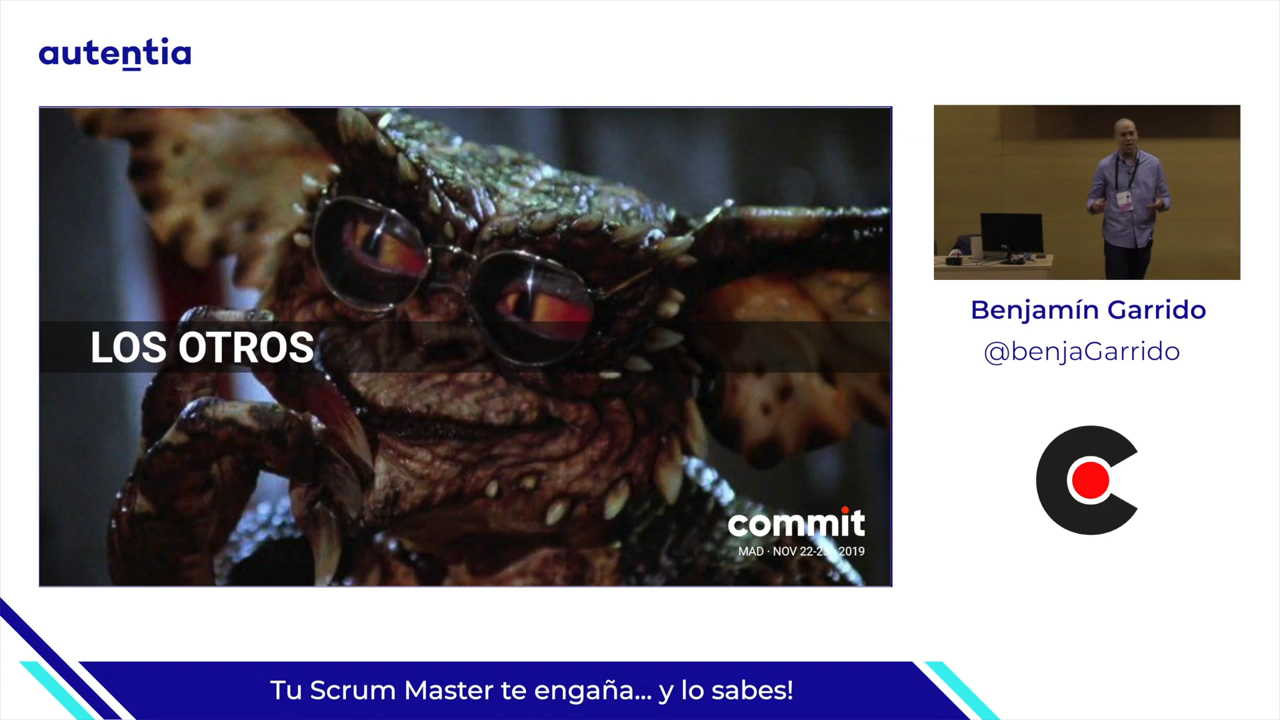 autentia
LOS OTROS
commit
MAD · NOV 22-23, 2019
Benjamín Garrido
@benjaGarrido
Tu Scrum Master te engaña... y lo sabes!